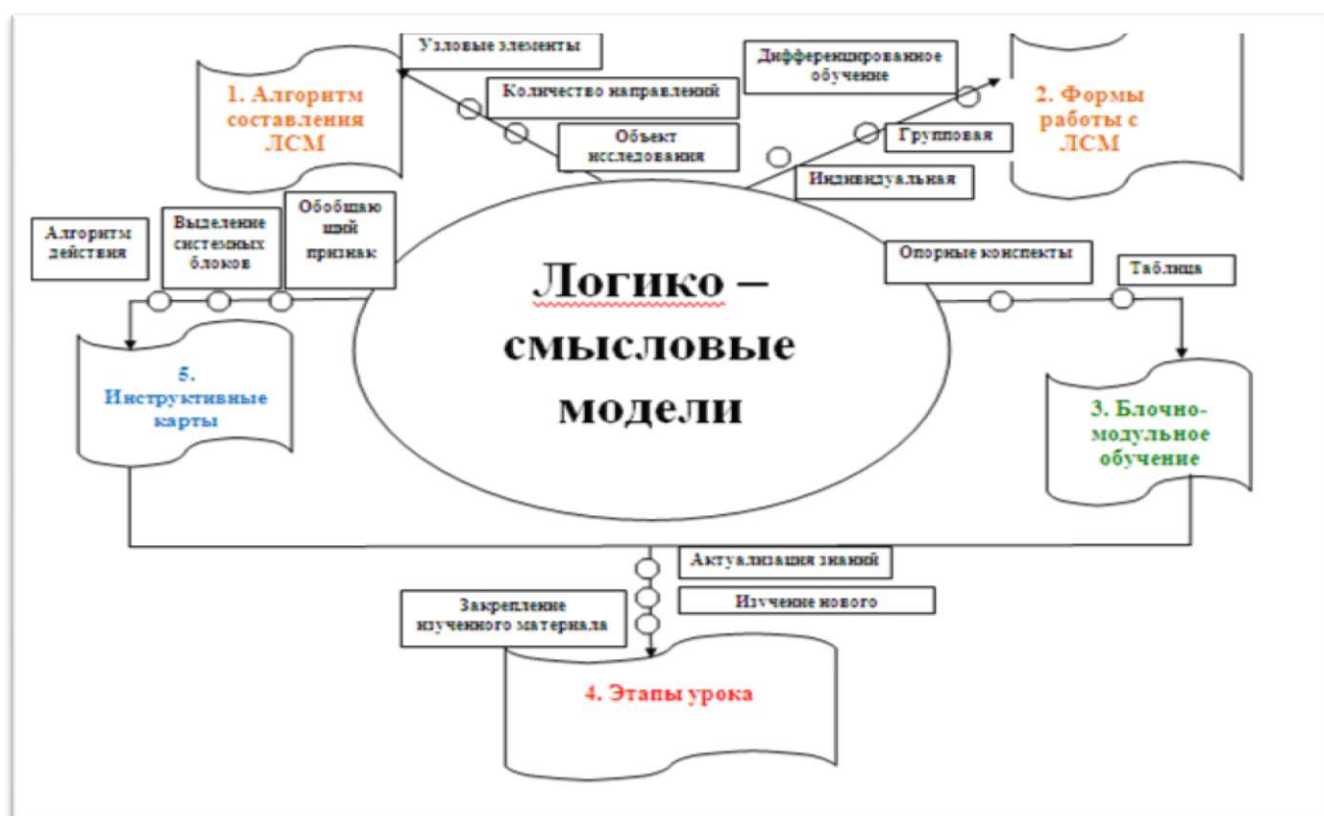 Узловые элементы
Количество направлений
Объект
исследования
1. Алгоритм
составления
ЛСМ
Дифференцированное
обучение
Групповая
Индивидуальная
2. Формы
работы с
ЛСМ
Алгоритм
действия
Выделение
системных
блоков
Обобщаю
щий
признак
Опорные конспекты
Таблица
Логико –
смысловые
модели
5.
Инструктивные
карты
3. Блочно-
модульное
обучение
Актуализация знаний
Изучение нового
Закрепление
изученного материала
4. Этапы урока